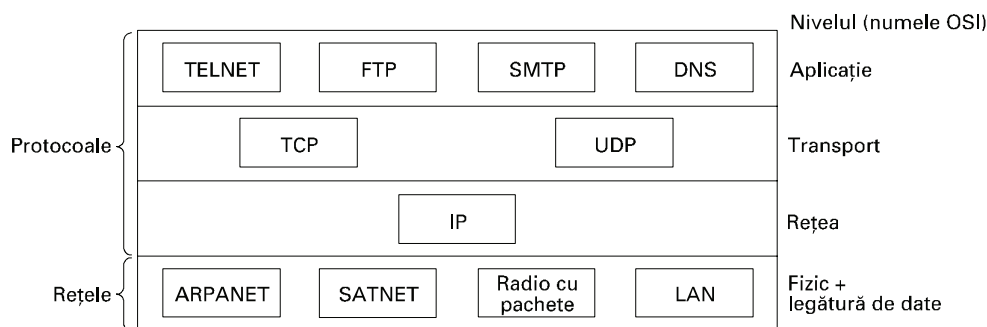 Nivelul (numele OSI)
TELNET FTP SMTP DNS Aplicație
Protocoale TCP UDP Transport
IP Rețea
Rețele ARPANET SATNET Radio cu pachete LAN Fizic +
legătură de date